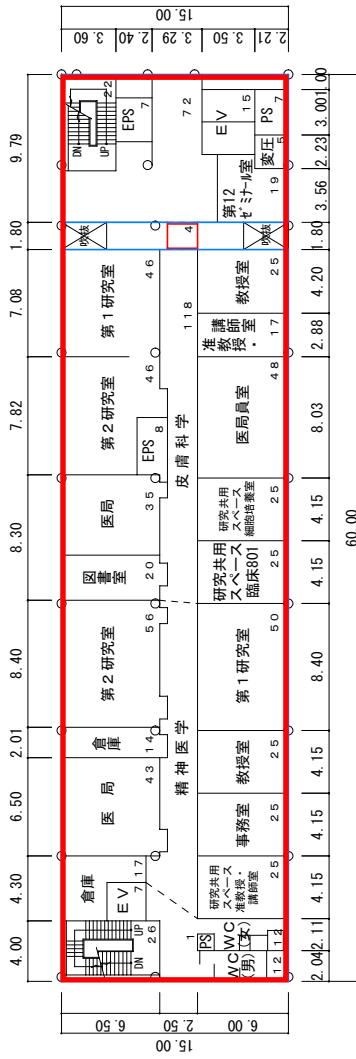 4.00 4.30 6.50 2.01 8.40 8.30 7.82 7.08 1.80 9.79
15.00
6.50
2.50
6.00
DN
UP
26
倉庫
17
EV
7
医 局
43
倉庫
14
第2研究室
56
図書室
20
医局
35
第2研究室
46
EPS
8
第1研究室
46
吹抜
DN
UP
22
EPS
7
精神医学
皮膚科学
118
4
72
PS
1
WC
(男)
12
WC
(女)
12
研究共用
スペース
准教授・
講師室
25
事務室
25
教授室
25
第1研究室
50
研究共用
スペース
臨床801
25
研究共用
スペース
細胞培養室
25
医局員室
48
准教授・講師室
17
教授室
25
吹抜
第12
ゼミナール室
19
EV
15
変圧
5
PS
7
15.00
3.60
2.40
3.29
3.50
2.21
2.04 2.11 4.15 4.15 4.15 8.40 4.15 4.15 8.03 2.88 4.20 1.80 3.56 2.23 3.00 1.00
60.00